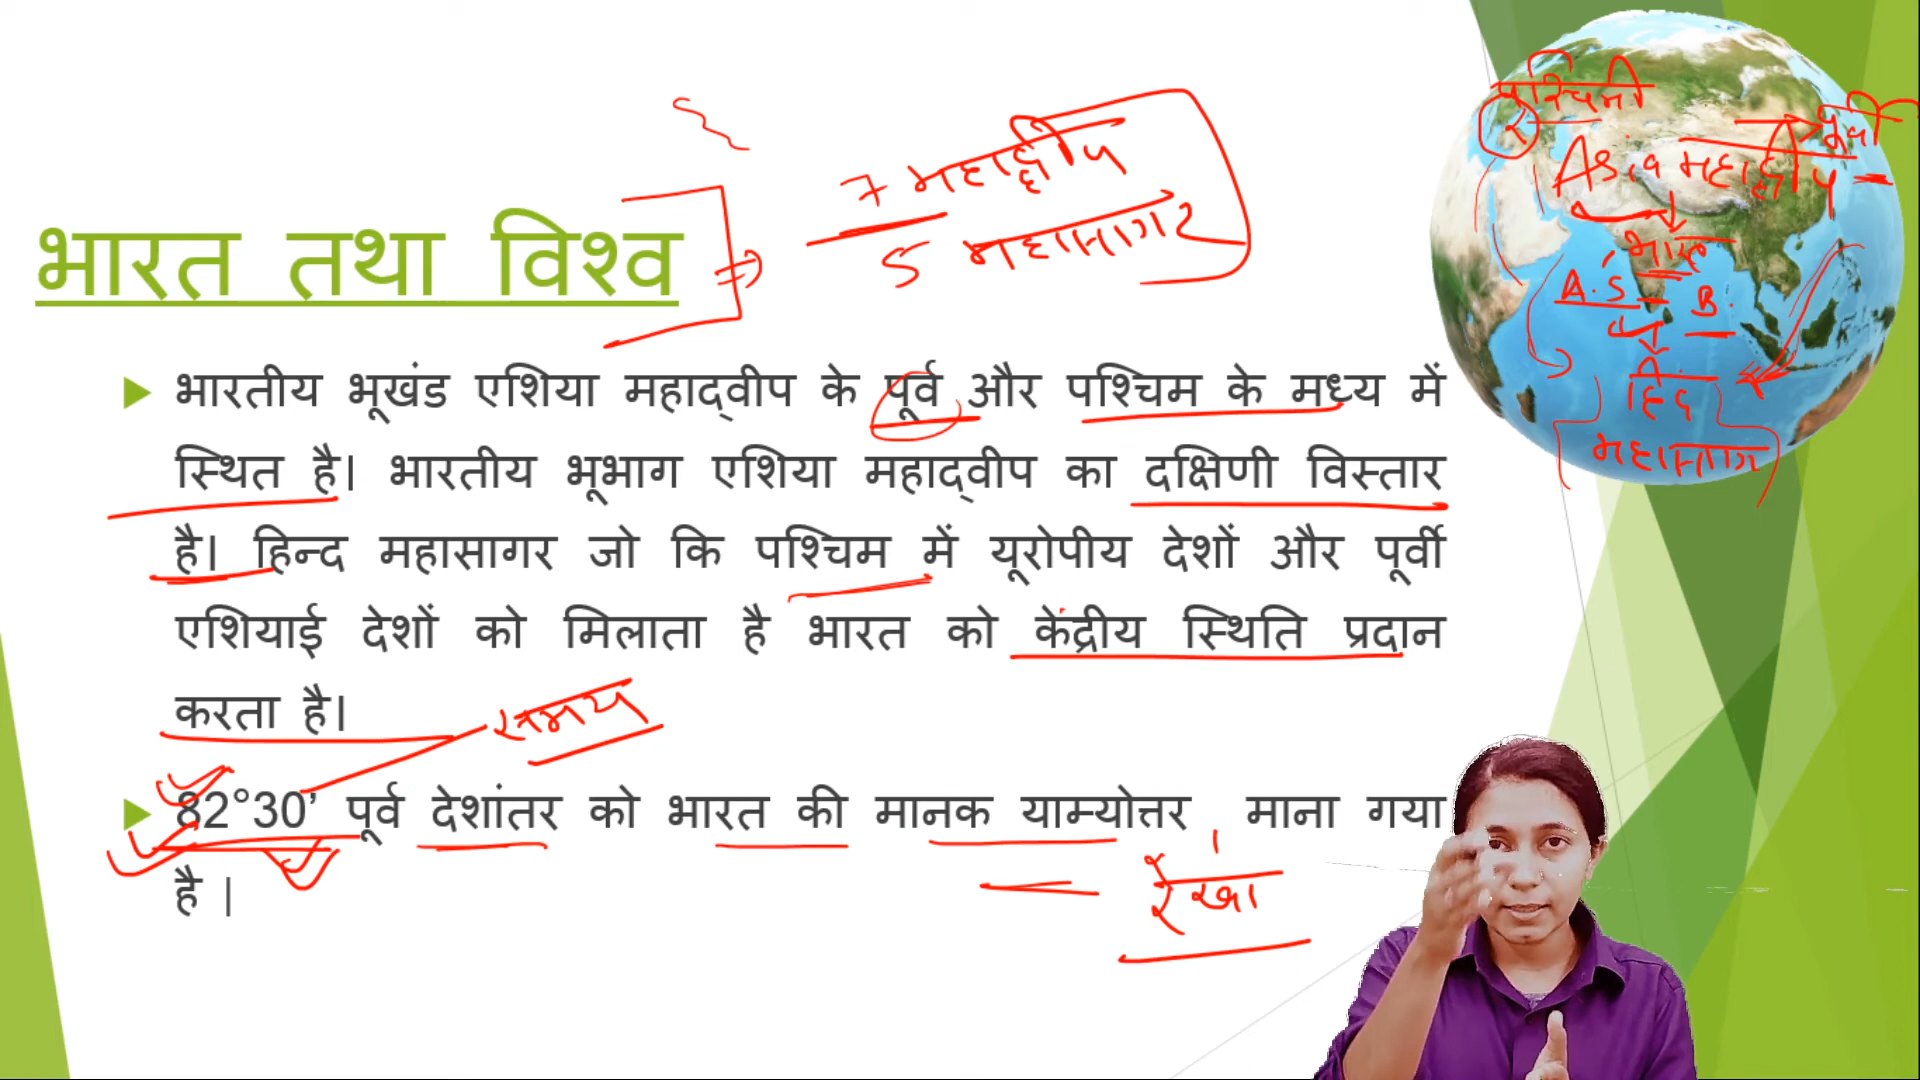 भारत तथा विश्व
7 महाद्वीप
5 महासागर
पश्चिमी
पूर्वी
Asia महाद्वीप
भारत
A.S B.
हिंद
महासागर
भारतीय भूखंड एशिया महाद्वीप के पूर्व और पश्चिम के मध्य में
स्थित है। भारतीय भूभाग एशिया महाद्वीप का दक्षिणी विस्तार
है। हिन्द महासागर जो कि पश्चिम में यूरोपीय देशों और पूर्वी
एशियाई देशों को मिलाता है भारत को केंद्रीय स्थिति प्रदान
करता है।
समय
82°30’ पूर्व देशांतर को भारत की मानक याम्योत्तर माना गया
है |
रेखा